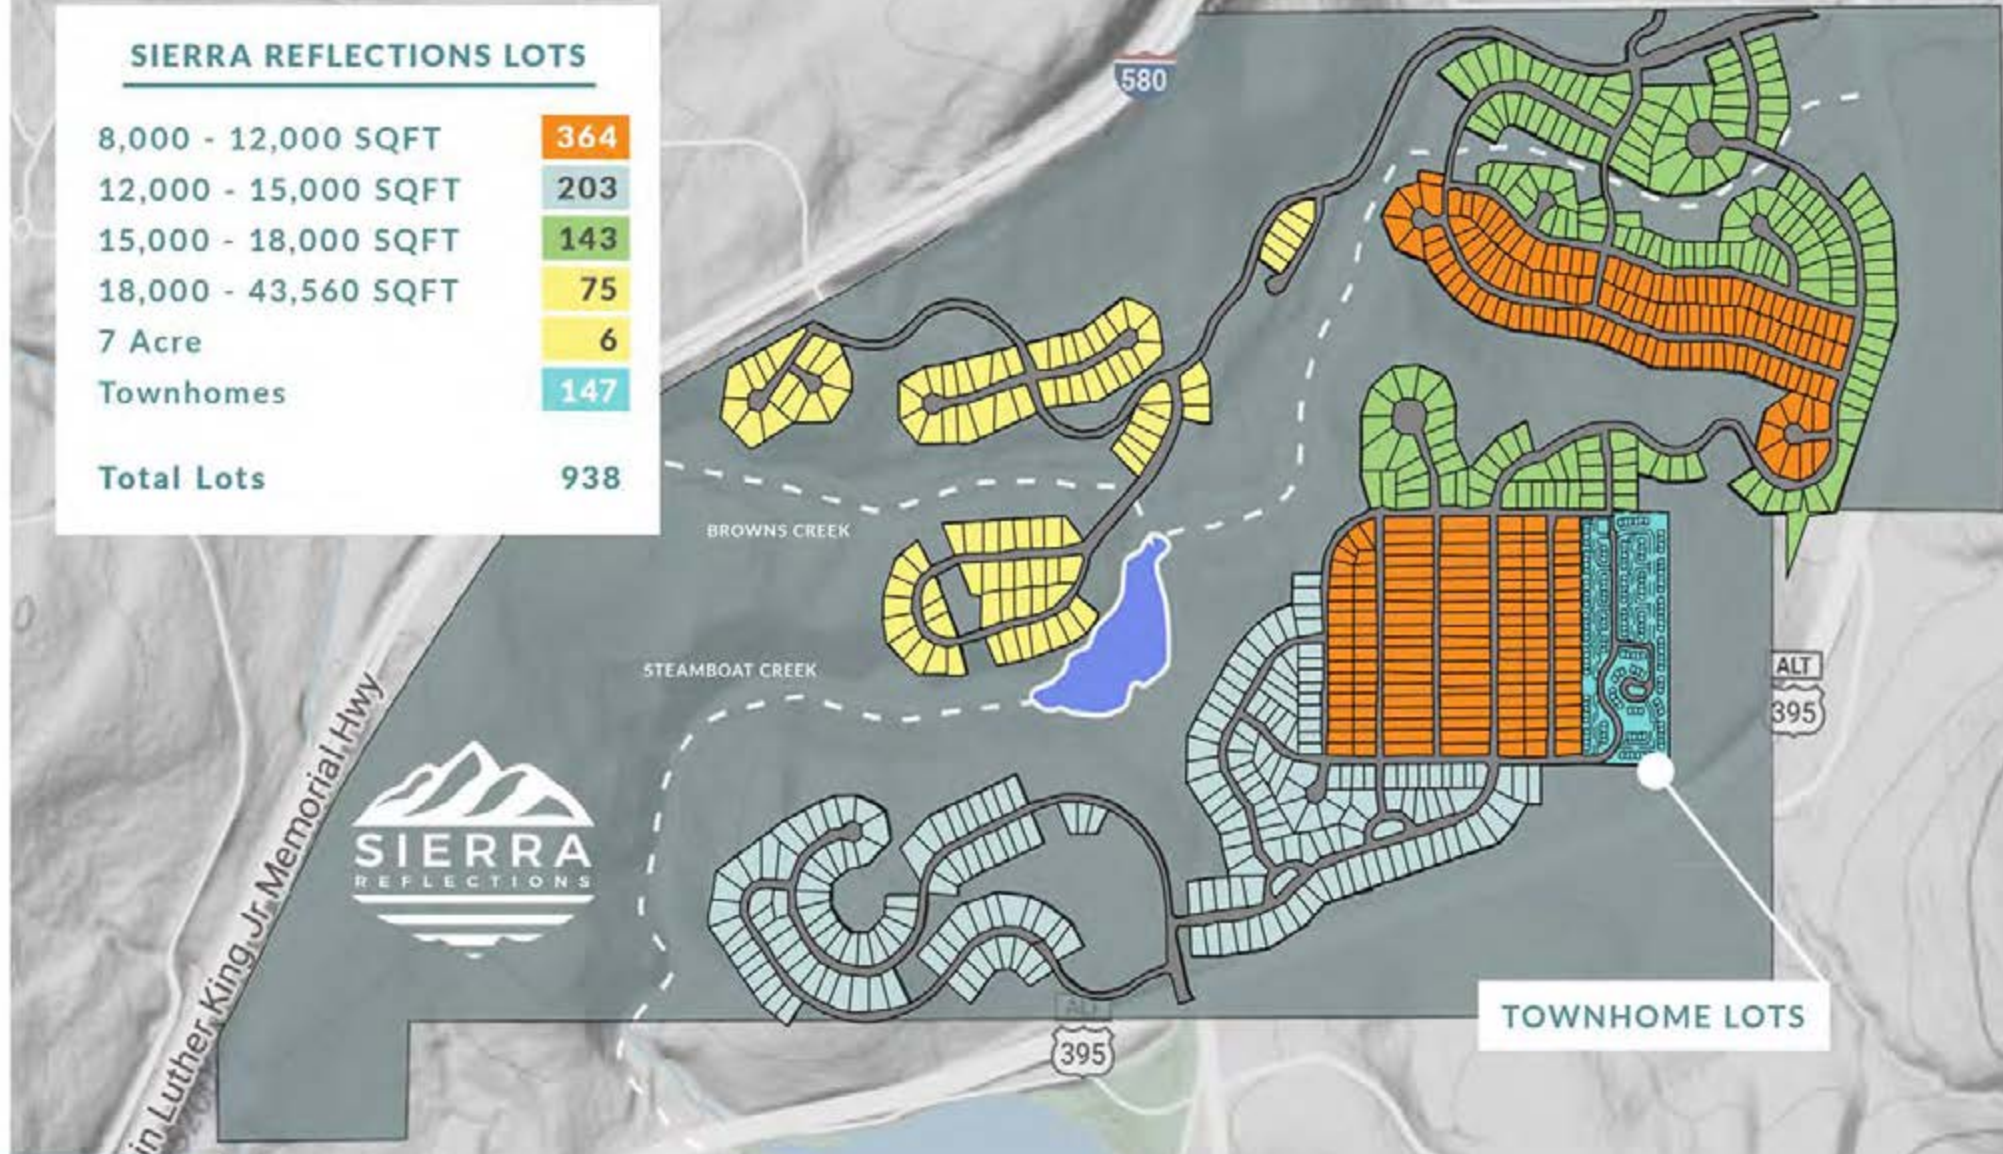 SIERRA REFLECTIONS LOTS
8,000 - 12,000 SQFT 364
12,000 - 15,000 SQFT 203
15,000 - 18,000 SQFT 143
18,000 - 43,560 SQFT 75
7 Acre 6
Townhomes 147
Total Lots 938
580
BROWNS CREEK
STEAMBOAT CREEK
in Luther King Jr Memorial Hwy
SIERRA
REFLECTIONS
ALT
395
TOWNHOME LOTS
ALT
395